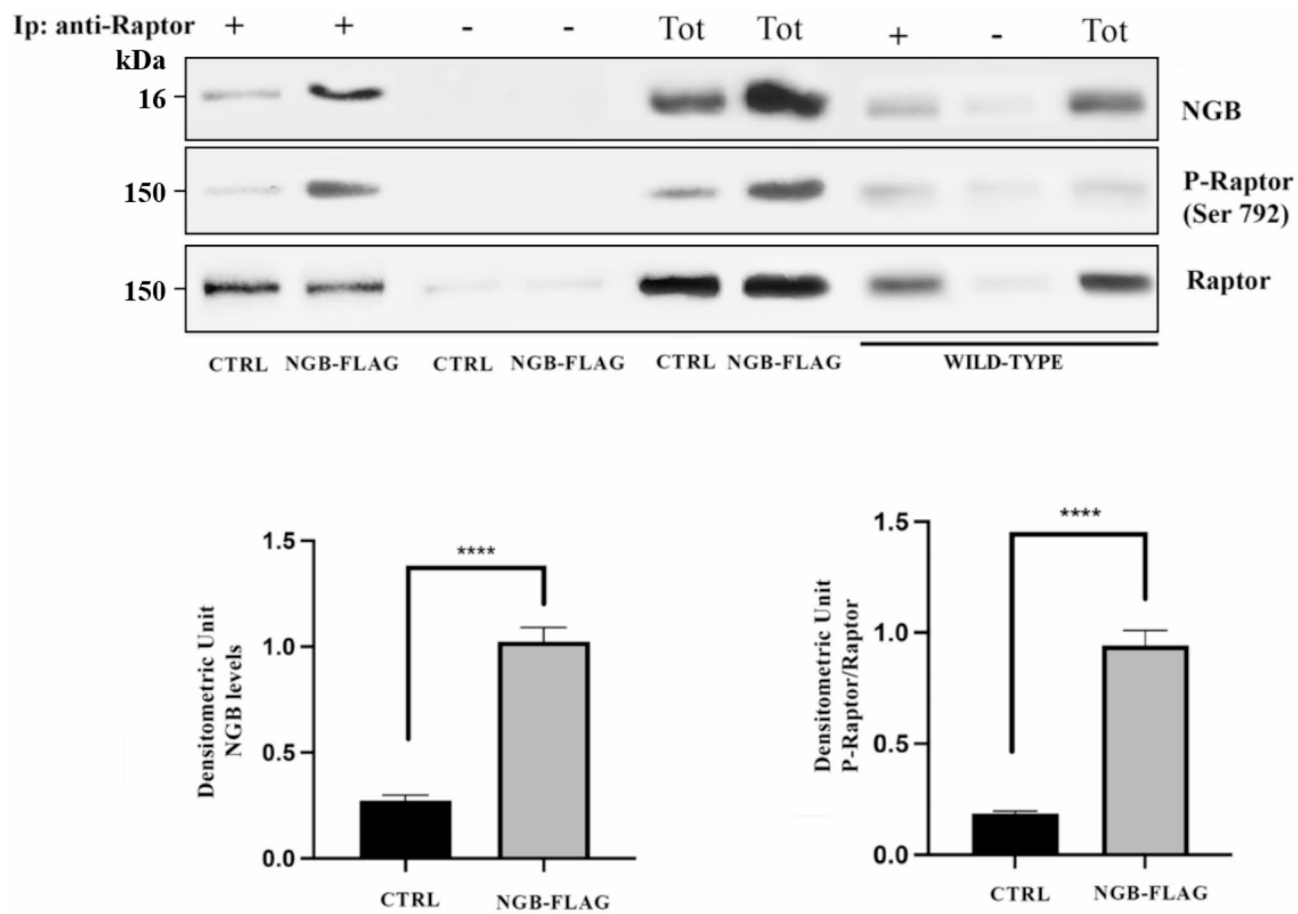 Ip: anti-Raptor + + - - Tot Tot + - Tot
kDa
16
NGB
150
P-Raptor
(Ser 792)
150
Raptor
CTRL NGB-FLAG CTRL NGB-FLAG CTRL NGB-FLAG WILD-TYPE
Densitometric Unit
NGB levels
1.5
1.0
0.5
0.0
****
CTRL NGB-FLAG
Densitometric Unit
P-Raptor/Raptor
1.5
1.0
0.5
0.0
****
CTRL NGB-FLAG